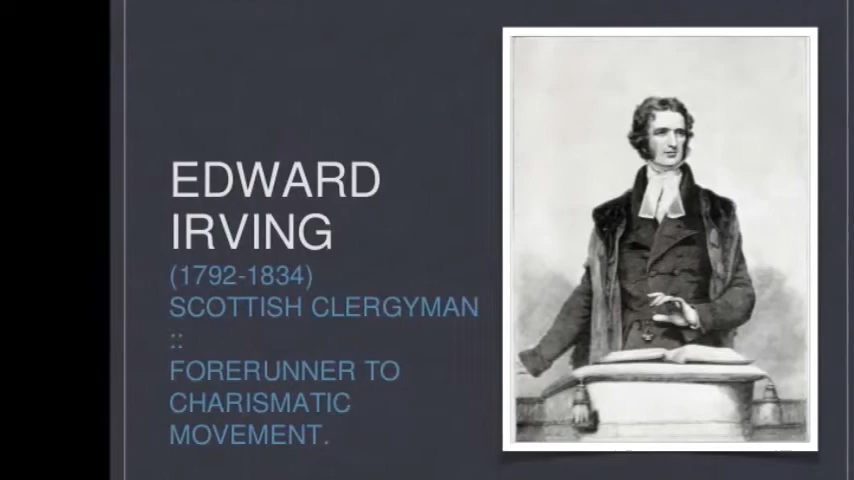 EDWARD
IRVING
(1792-1834)
SCOTTISH CLERGYMAN
::
FORERUNNER TO
CHARISMATIC
MOVEMENT.